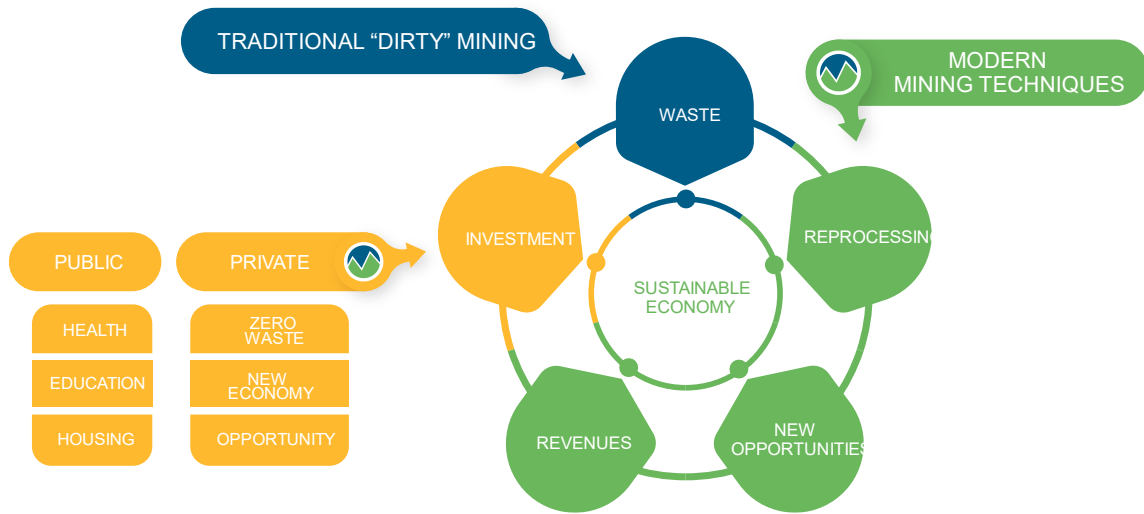 TRADITIONAL “DIRTY” MINING
MODERN
MINING TECHNIQUES
WASTE
INVESTMENT
REPROCESSING
PUBLIC
PRIVATE
SUSTAINABLE
ECONOMY
HEALTH
ZERO
WASTE
EDUCATION
NEW
ECONOMY
HOUSING
OPPORTUNITY
REVENUES
NEW
OPPORTUNITIES